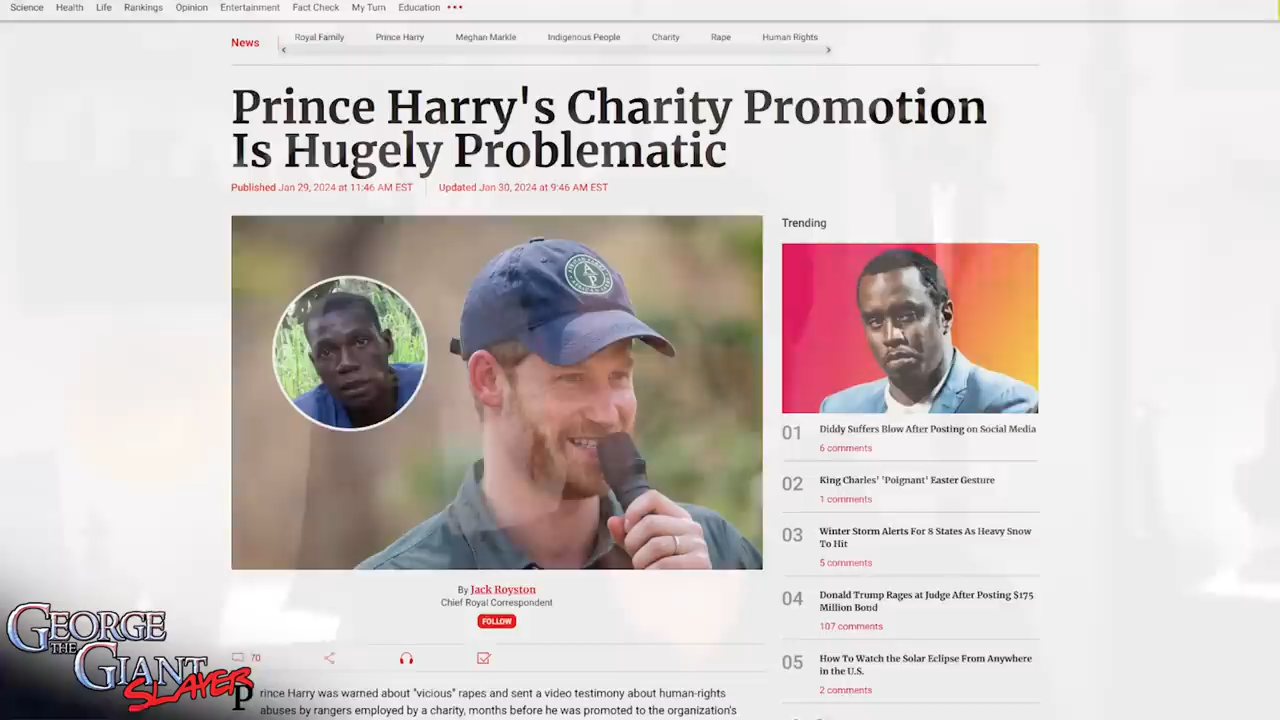 Science Health Life Rankings Opinion Entertainment Fact Check My Turn Education
News
Royal Family Prince Harry Meghan Markle Indigenous People Charity Rape Human Rights
Prince Harry's Charity Promotion
Is Hugely Problematic
Published Jan 29, 2024 at 11:46 AM EST Updated Jan 30, 2024 at 9:46 AM EST
Trending
01 Diddy Suffers Blow After Posting on Social Media
6 comments
02 King Charles' 'Poignant' Easter Gesture
1 comments
03 Winter Storm Alerts For 8 States As Heavy Snow
To Hit
5 comments
04 Donald Trump Rages at Judge After Posting $175
Million Bond
107 comments
05 How To Watch the Solar Eclipse From Anywhere
in the U.S.
2 comments
AP
By Jack Royston
Chief Royal Correspondent
FOLLOW
70
Prince Harry was warned about "vicious" rapes and sent a video testimony about human-rights
abuses by rangers employed by a charity, months before he was promoted to the organization's
GEORGE
THE
GIANT
SLAYER